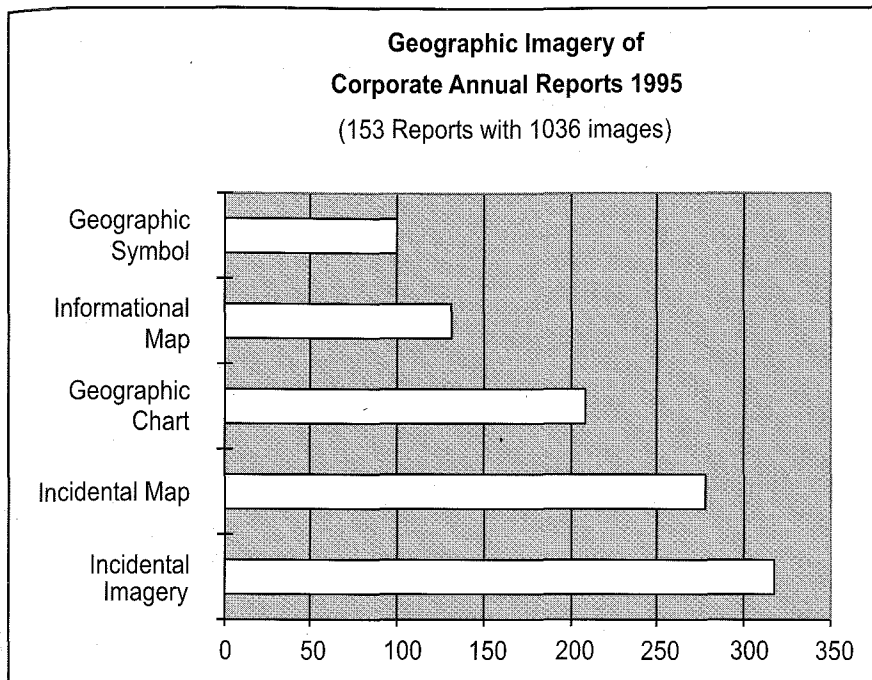 Geographic Imagery of
Corporate Annual Reports 1995
(153 Reports with 1036 images)
Geographic
Symbol
Informational
Map
Geographic
Chart
Incidental Map
Incidental
Imagery
0 50 100 150 200 250 300 350